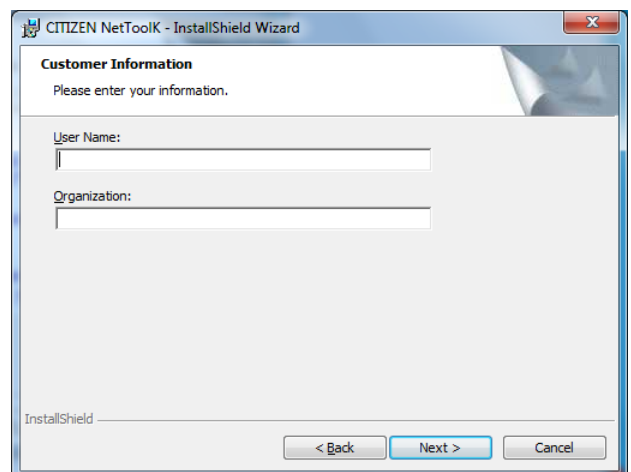 CITIZEN NetToolK - InstallShield Wizard
Customer Information
Please enter your information.
User Name:
Organization:
InstallShield
< Back Next > Cancel